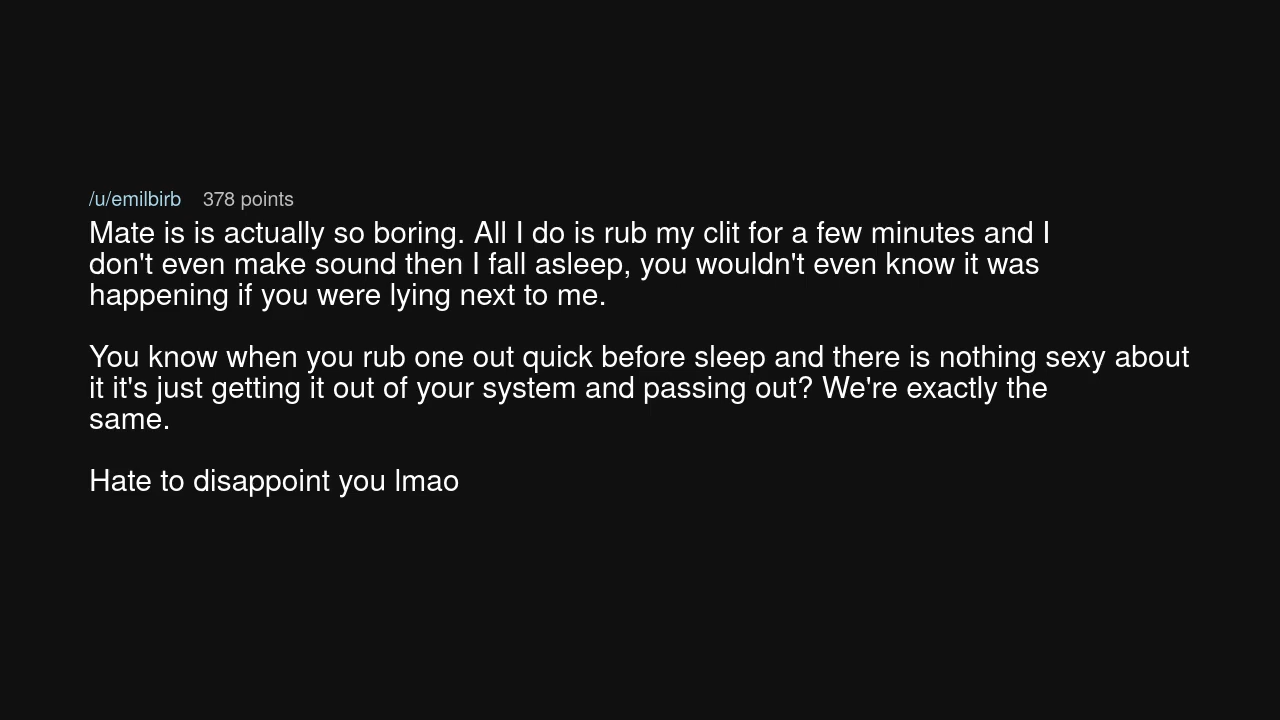 /u/emilbirb 378 points
Mate is is actually so boring. All I do is rub my clit for a few minutes and I
don't even make sound then I fall asleep, you wouldn't even know it was
happening if you were lying next to me.
You know when you rub one out quick before sleep and there is nothing sexy about
it it's just getting it out of your system and passing out? We're exactly the
same.
Hate to disappoint you lmao